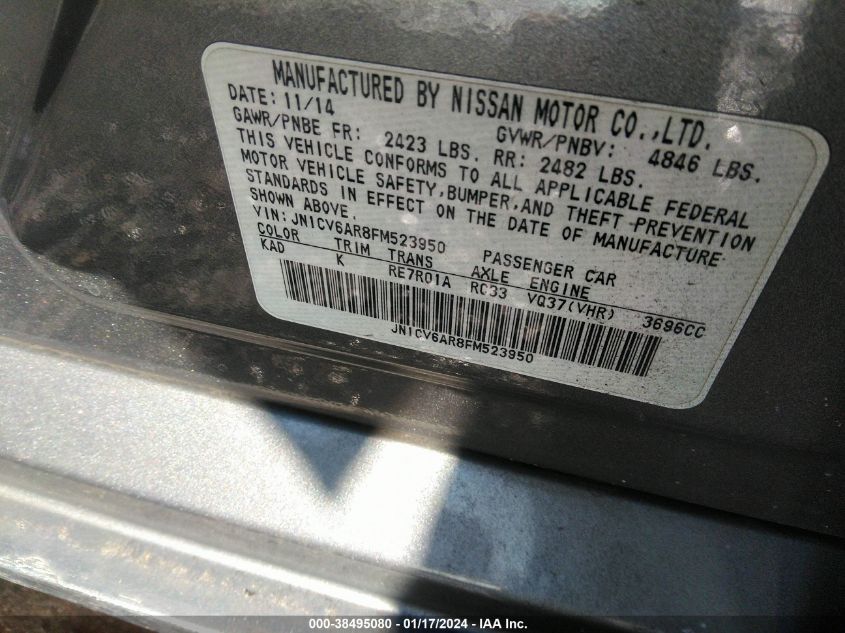 MANUFACTURED BY NISSAN MOTOR CO.,LTD.
DATE: 11/14 GVWR/PNBV: 4846 LBS.
GAWR/PNBE FR: 2423 LBS. RR: 2482 LBS.
THIS VEHICLE CONFORMS TO ALL APPLICABLE FEDERAL
MOTOR VEHICLE SAFETY,BUMPER,AND THEFT PREVENTION
STANDARDS IN EFFECT ON THE DATE OF MANUFACTURE
SHOWN ABOVE.
VIN: JN1CV6AR8FM523950 PASSENGER CAR
COLOR TRIM TRANS AXLE ENGINE
KAD K RE7R01A RC33 VQ37(VHR) 3696CC
JN1CV6AR8FM523950
000-38495080 - 01/17/2024 - IAA Inc.